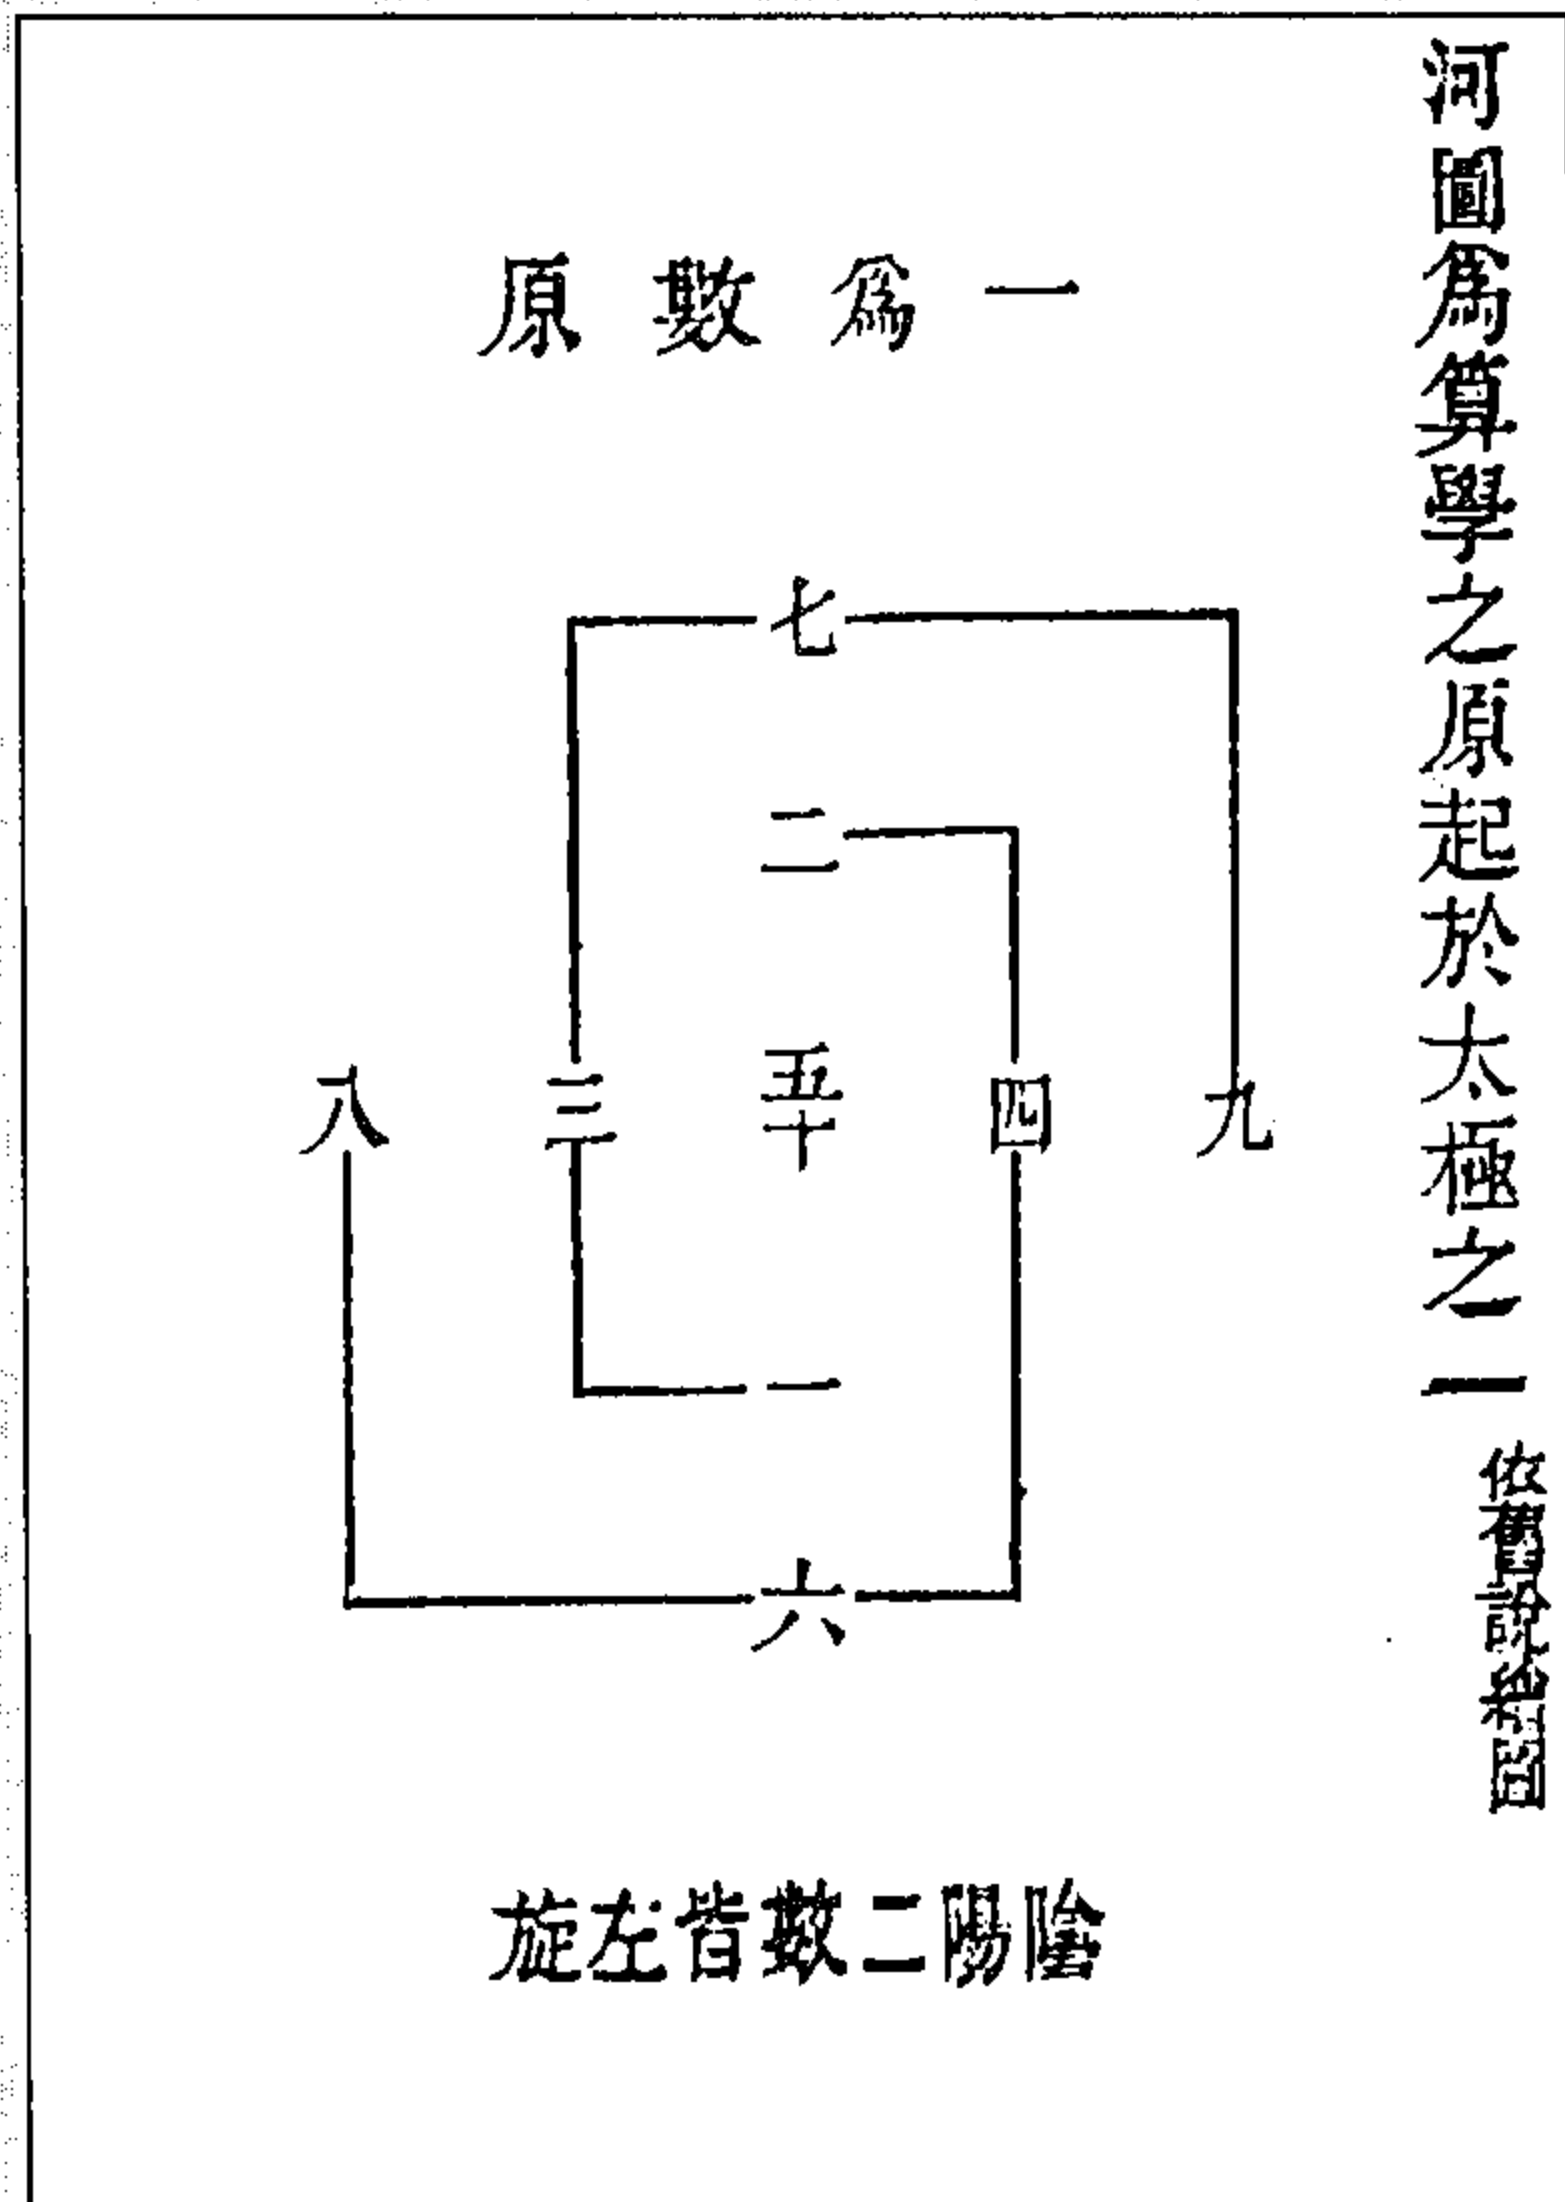 河圖爲算學之原起於太極之一
依舊說繪圖
一爲數原
七
二
八 三 五 四 九
十
一
六
陰陽二數皆左旋